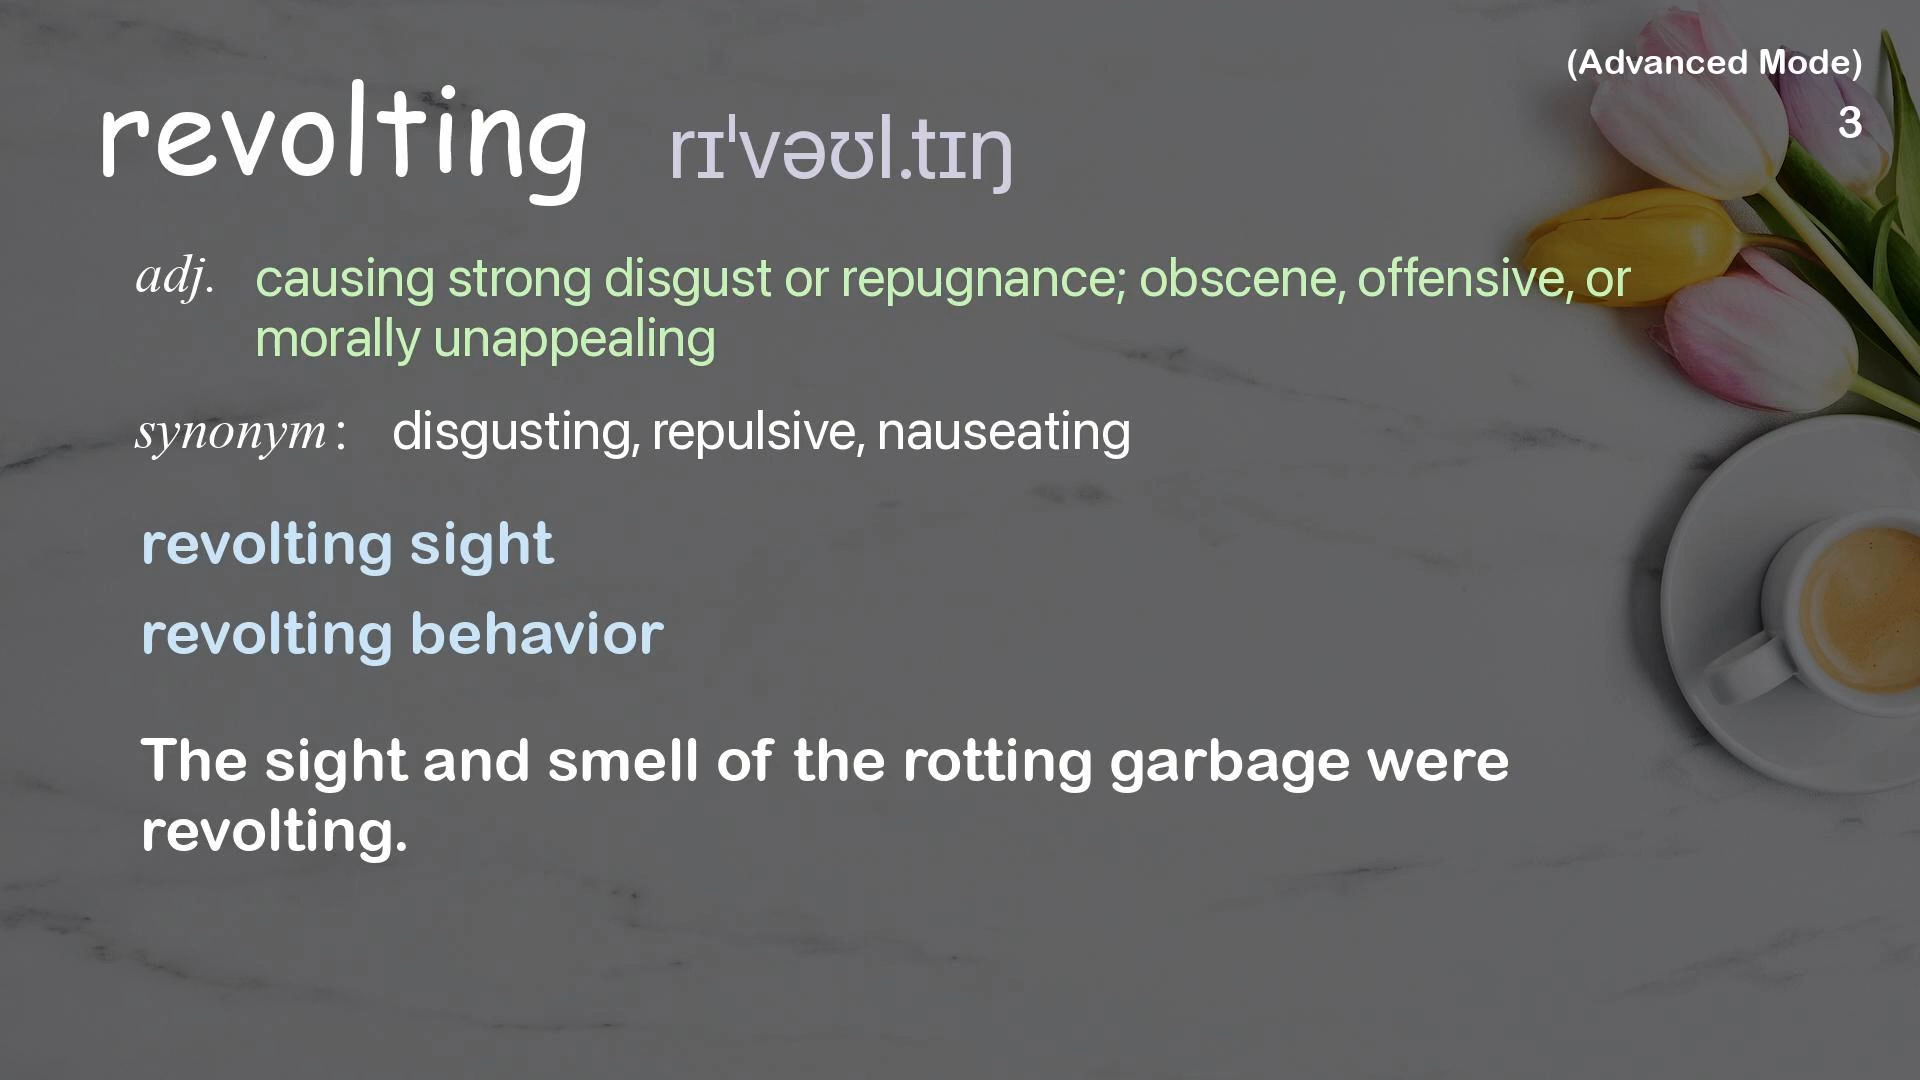 (Advanced Mode)
3
revolting rɪˈvəʊl.tɪŋ
adj. causing strong disgust or repugnance; obscene, offensive, or
morally unappealing
synonym: disgusting, repulsive, nauseating
revolting sight
revolting behavior
The sight and smell of the rotting garbage were
revolting.